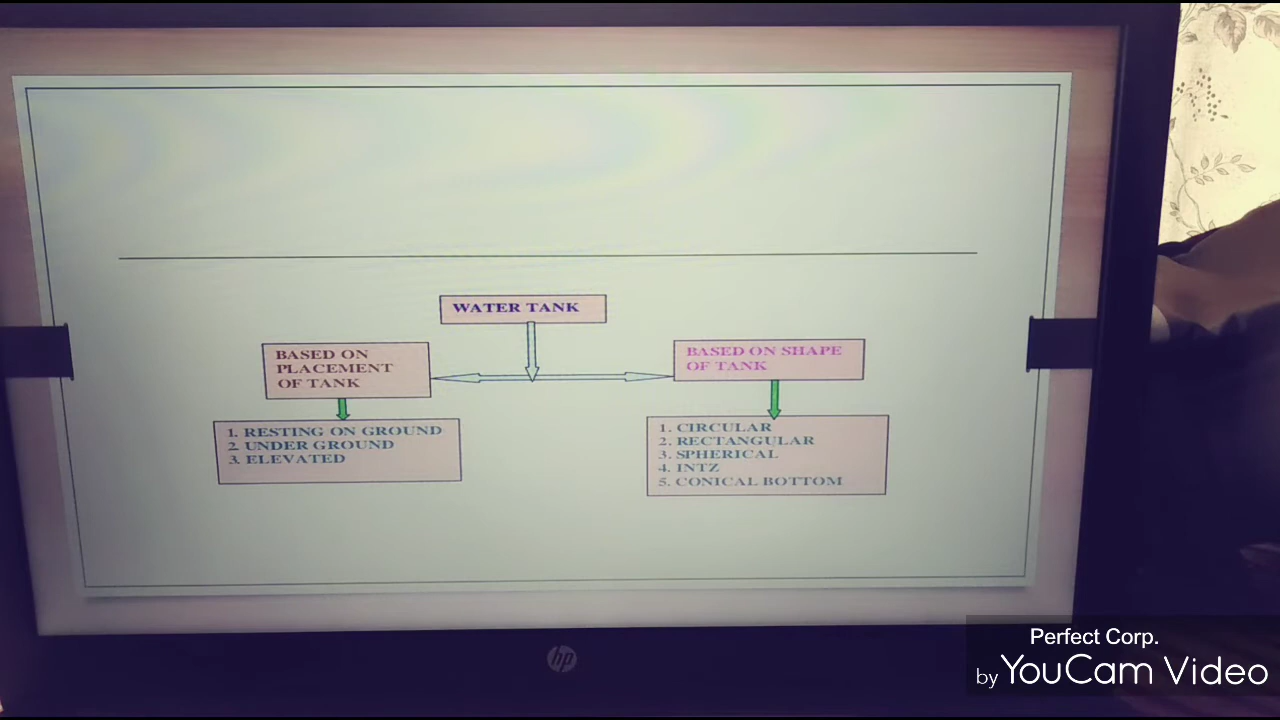 WATER TANK
BASED ON
PLACEMENT
OF TANK
BASED ON SHAPE
OF TANK
1. RESTING ON GROUND
2. UNDER GROUND
3. ELEVATED
1. CIRCULAR
2. RECTANGULAR
3. SPHERICAL
4. INTZ
5. CONICAL BOTTOM
hp
Perfect Corp.
by YouCam Video